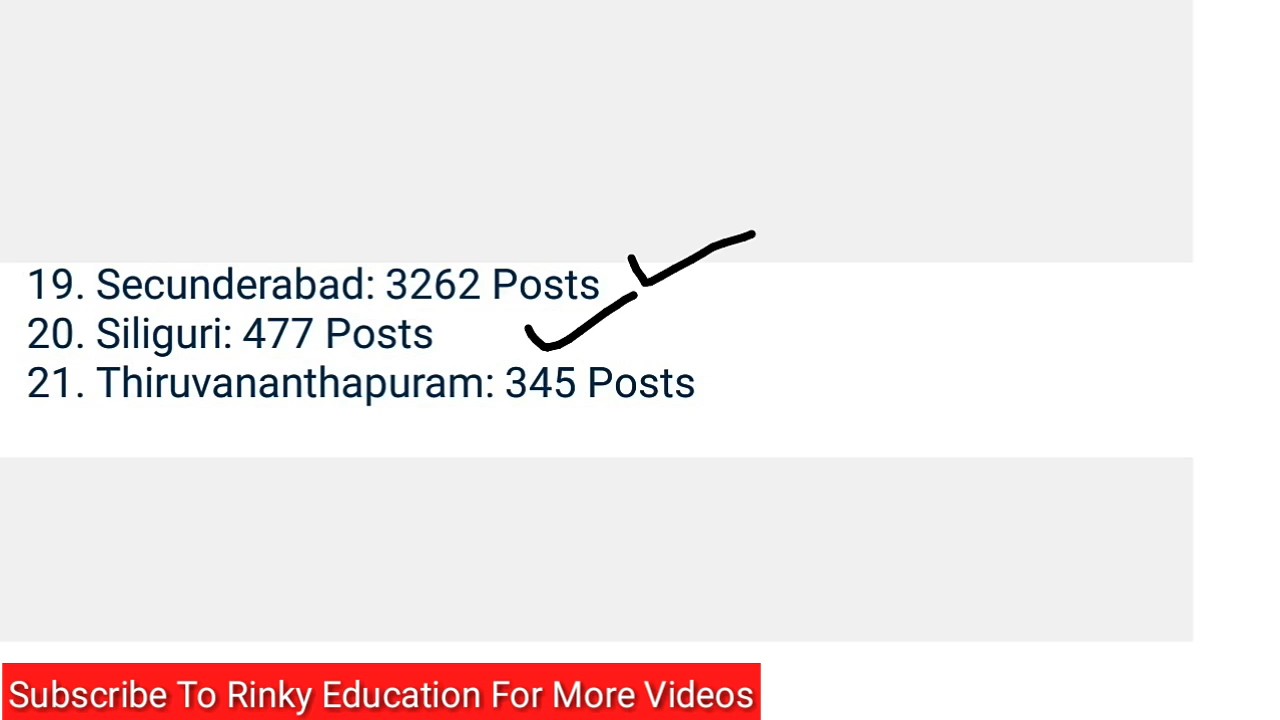 19. Secunderabad: 3262 Posts
20. Siliguri: 477 Posts
21. Thiruvananthapuram: 345 Posts
Subscribe To Rinky Education For More Videos